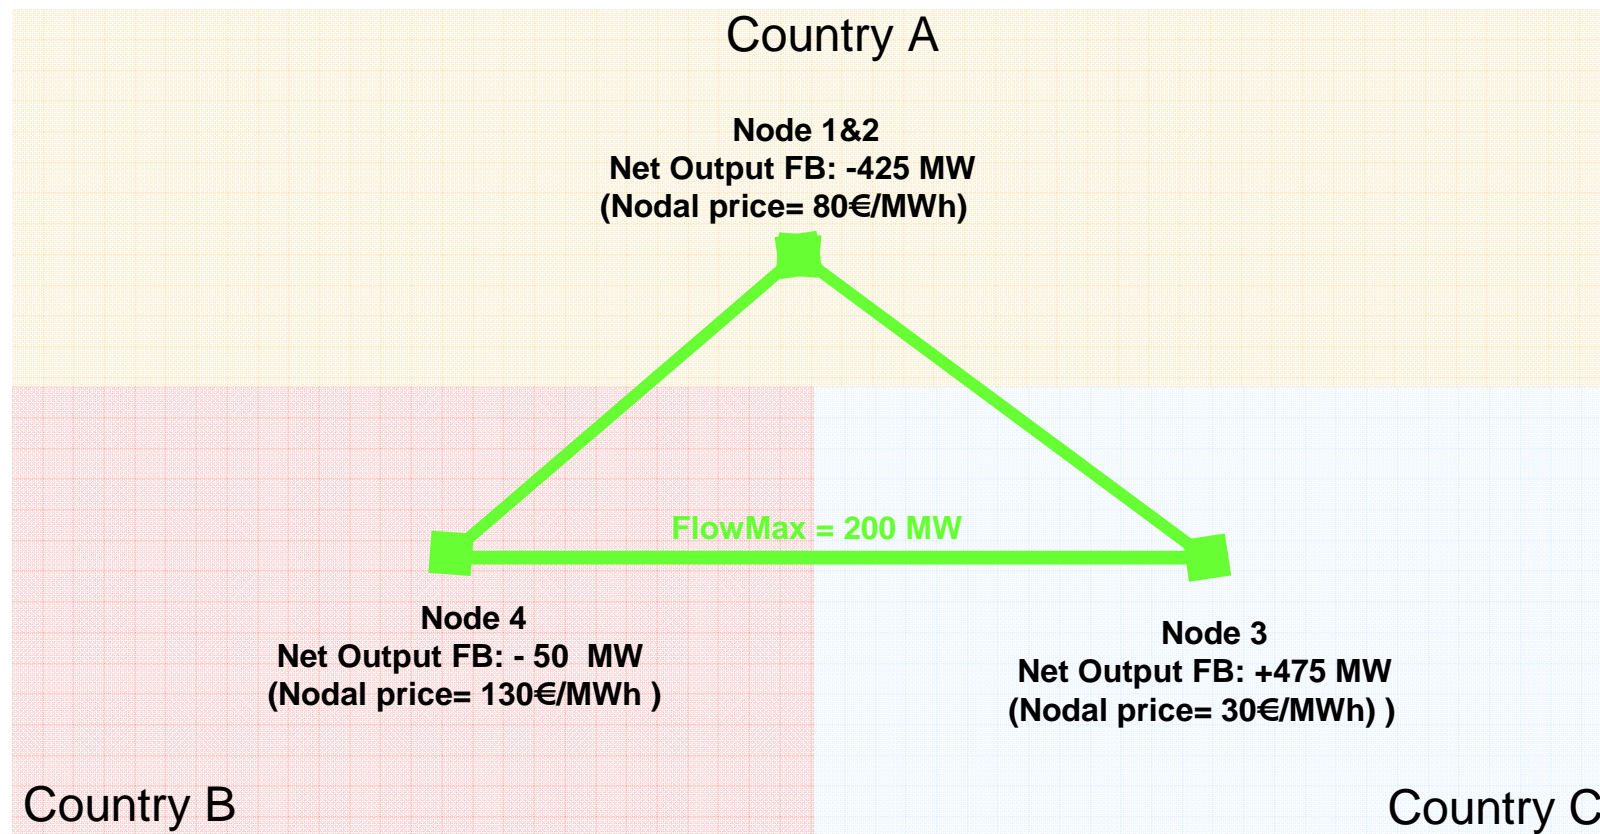 Country A
Node 1&2
Net Output FB: -425 MW
(Nodal price= 80€/MWh)
FlowMax = 200 MW
Node 4
Net Output FB: - 50 MW
(Nodal price= 130€/MWh )
Node 3
Net Output FB: +475 MW
(Nodal price= 30€/MWh) )
Country B
Country C